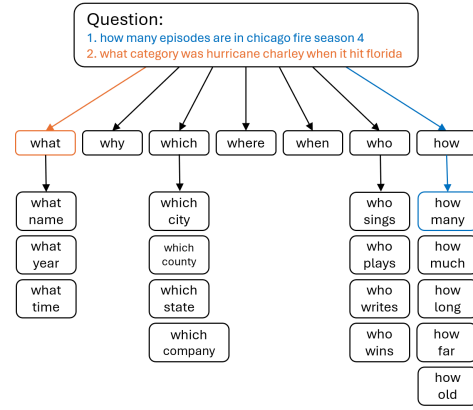 Question:
1. how many episodes are in chicago fire season 4
2. what category was hurricane charley when it hit florida
what
why
which
where
when
who
how
what
name
what
year
what
time
which
city
which
county
which
state
which
company
who
sings
who
plays
who
writes
who
wins
how
many
how
much
how
long
how
far
how
old